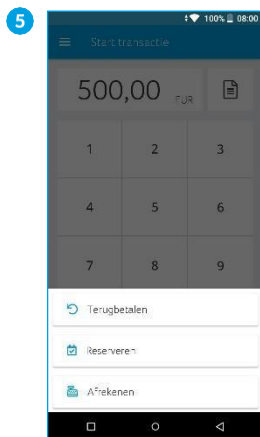 5
100% 08:00
Start transactie
500,00 EUR
1 2 3
4 5 6
7 8 9
Terugbetalen
Reserveren
Afrekenen